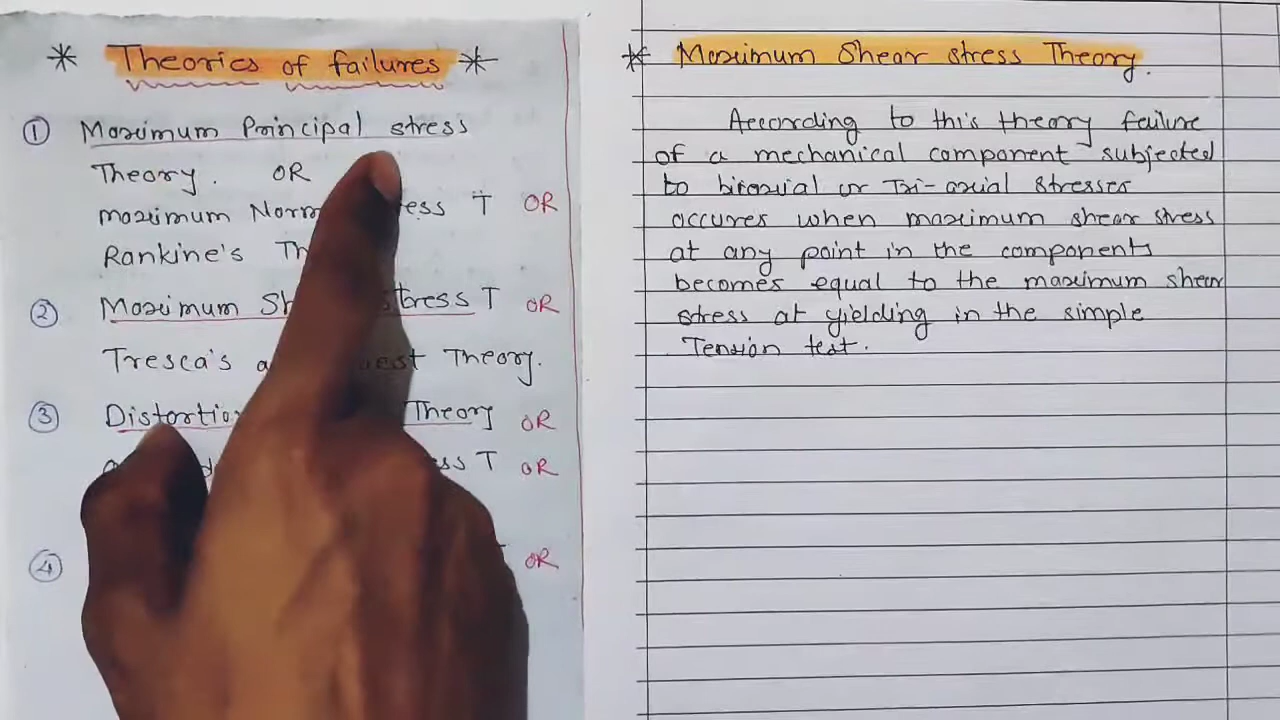 * Theories of failures *
① Maximum Principal stress
Theory. OR
maximum Norm ess T OR
Rankine's Th
② Maximum Sh stress T OR
Tresca's a uest Theory.
③ Distortion Theory OR
ss T OR
④ OR
* Maximum Shear stress Theory.
According to this theory failure
of a mechanical component subjected
to biaxial or Tri-axial stresses
occures when maximum shear stress
at any point in the components
becomes equal to the maximum shear
stress at yielding in the simple
Tension test.